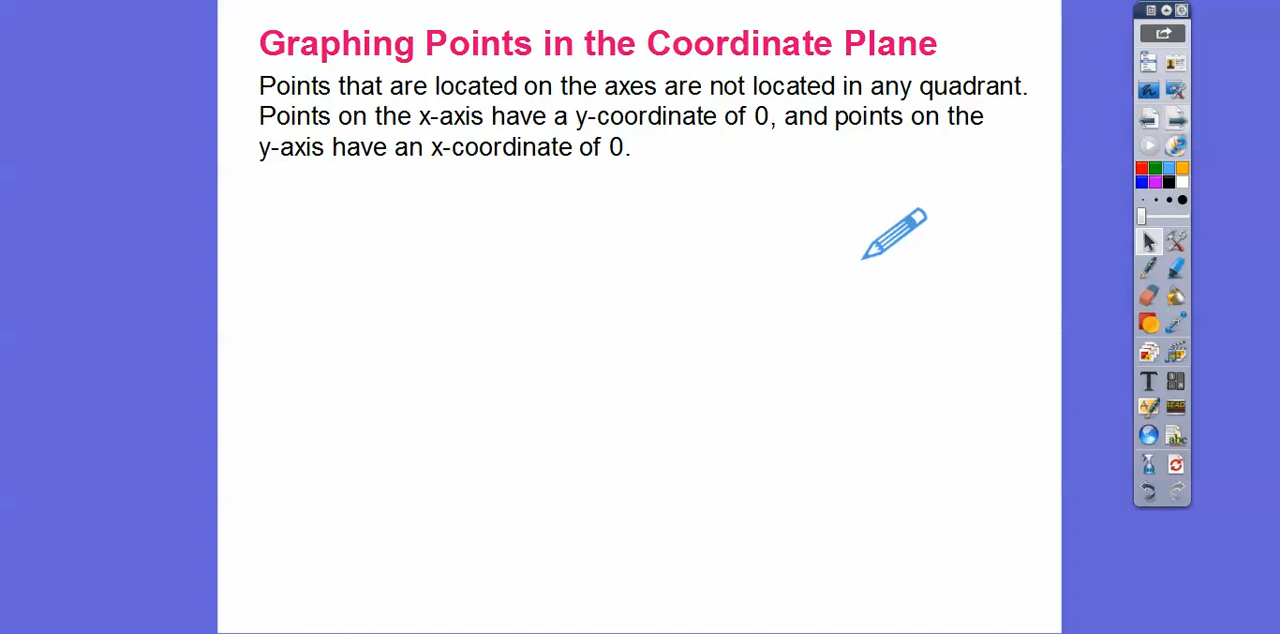 Graphing Points in the Coordinate Plane
Points that are located on the axes are not located in any quadrant.
Points on the x-axis have a y-coordinate of 0, and points on the
y-axis have an x-coordinate of 0.
T
abc